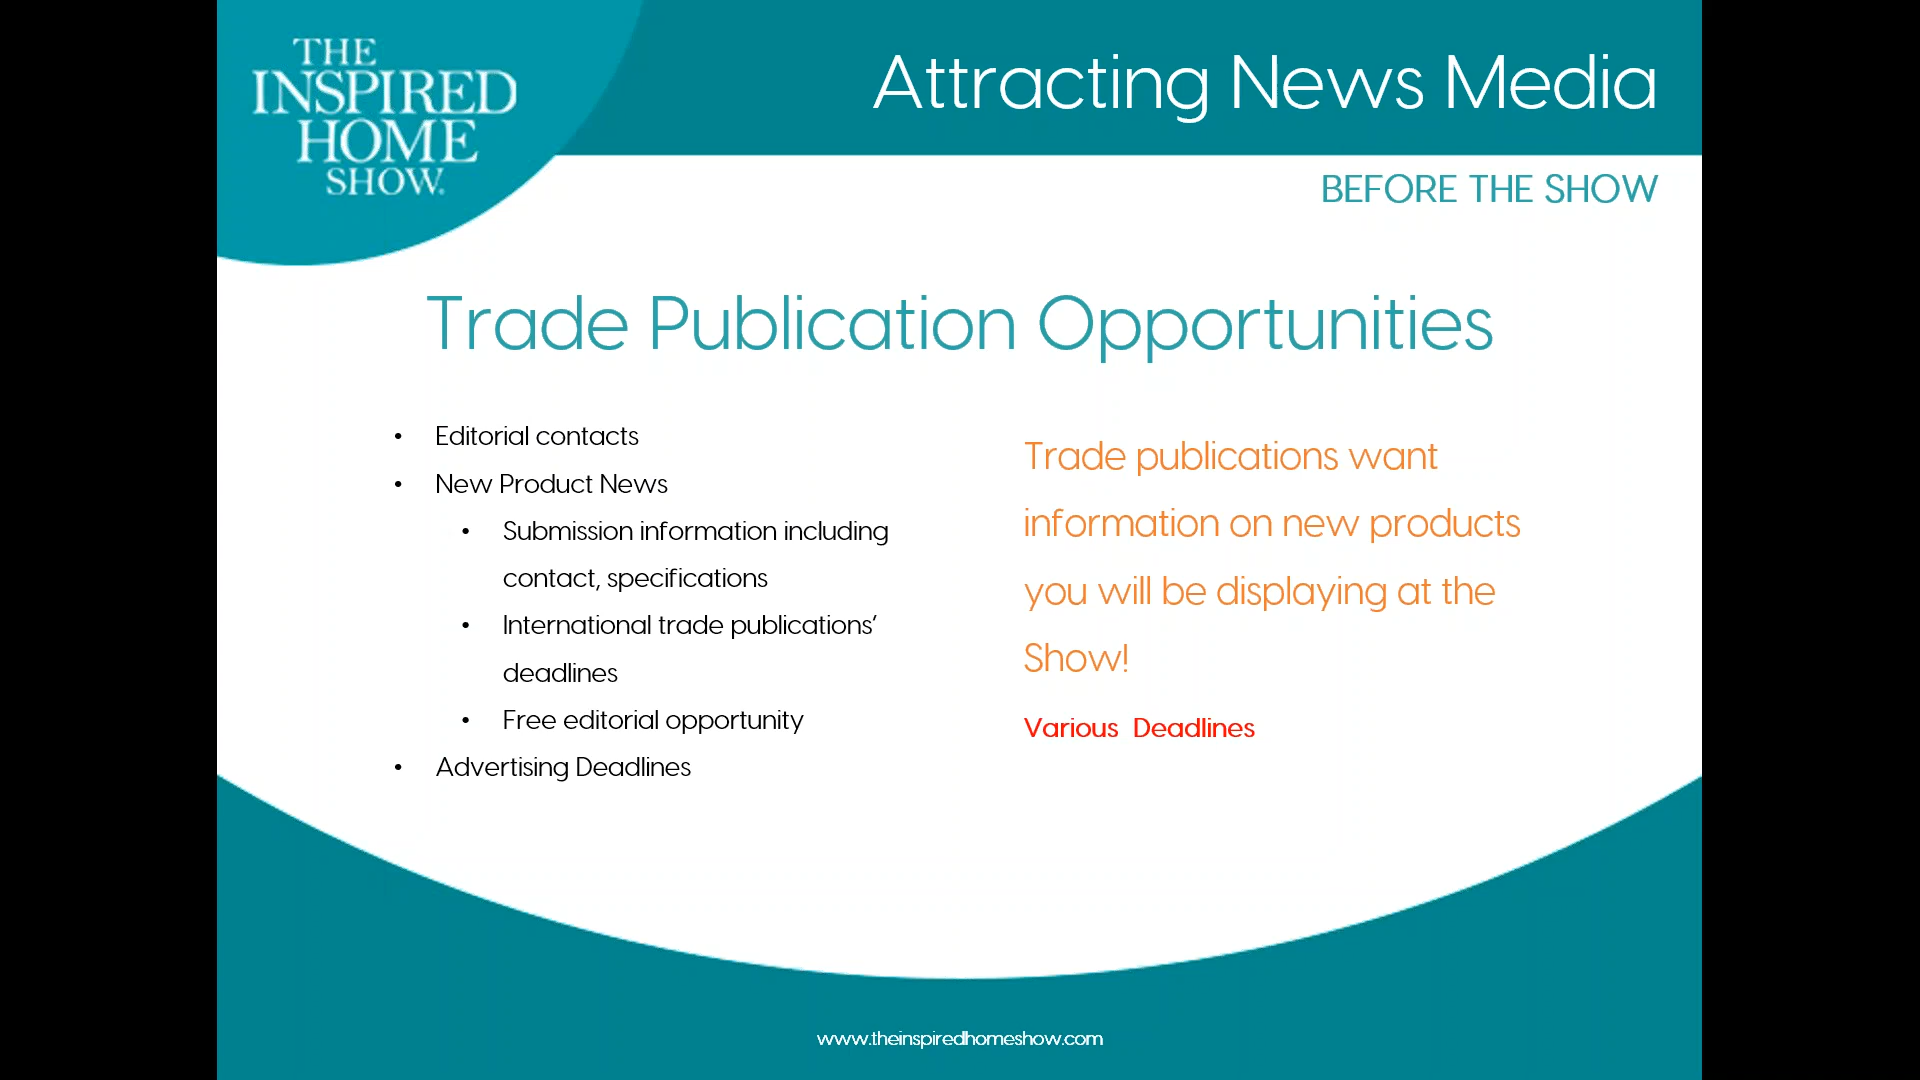 THE
INSPIRED
HOME
SHOW.
Attracting News Media
BEFORE THE SHOW
Trade Publication Opportunities
• Editorial contacts
• New Product News
• Submission information including
contact, specifications
• International trade publications’
deadlines
• Free editorial opportunity
• Advertising Deadlines
Trade publications want
information on new products
you will be displaying at the
Show!
Various Deadlines
www.theinspiredhomeshow.com